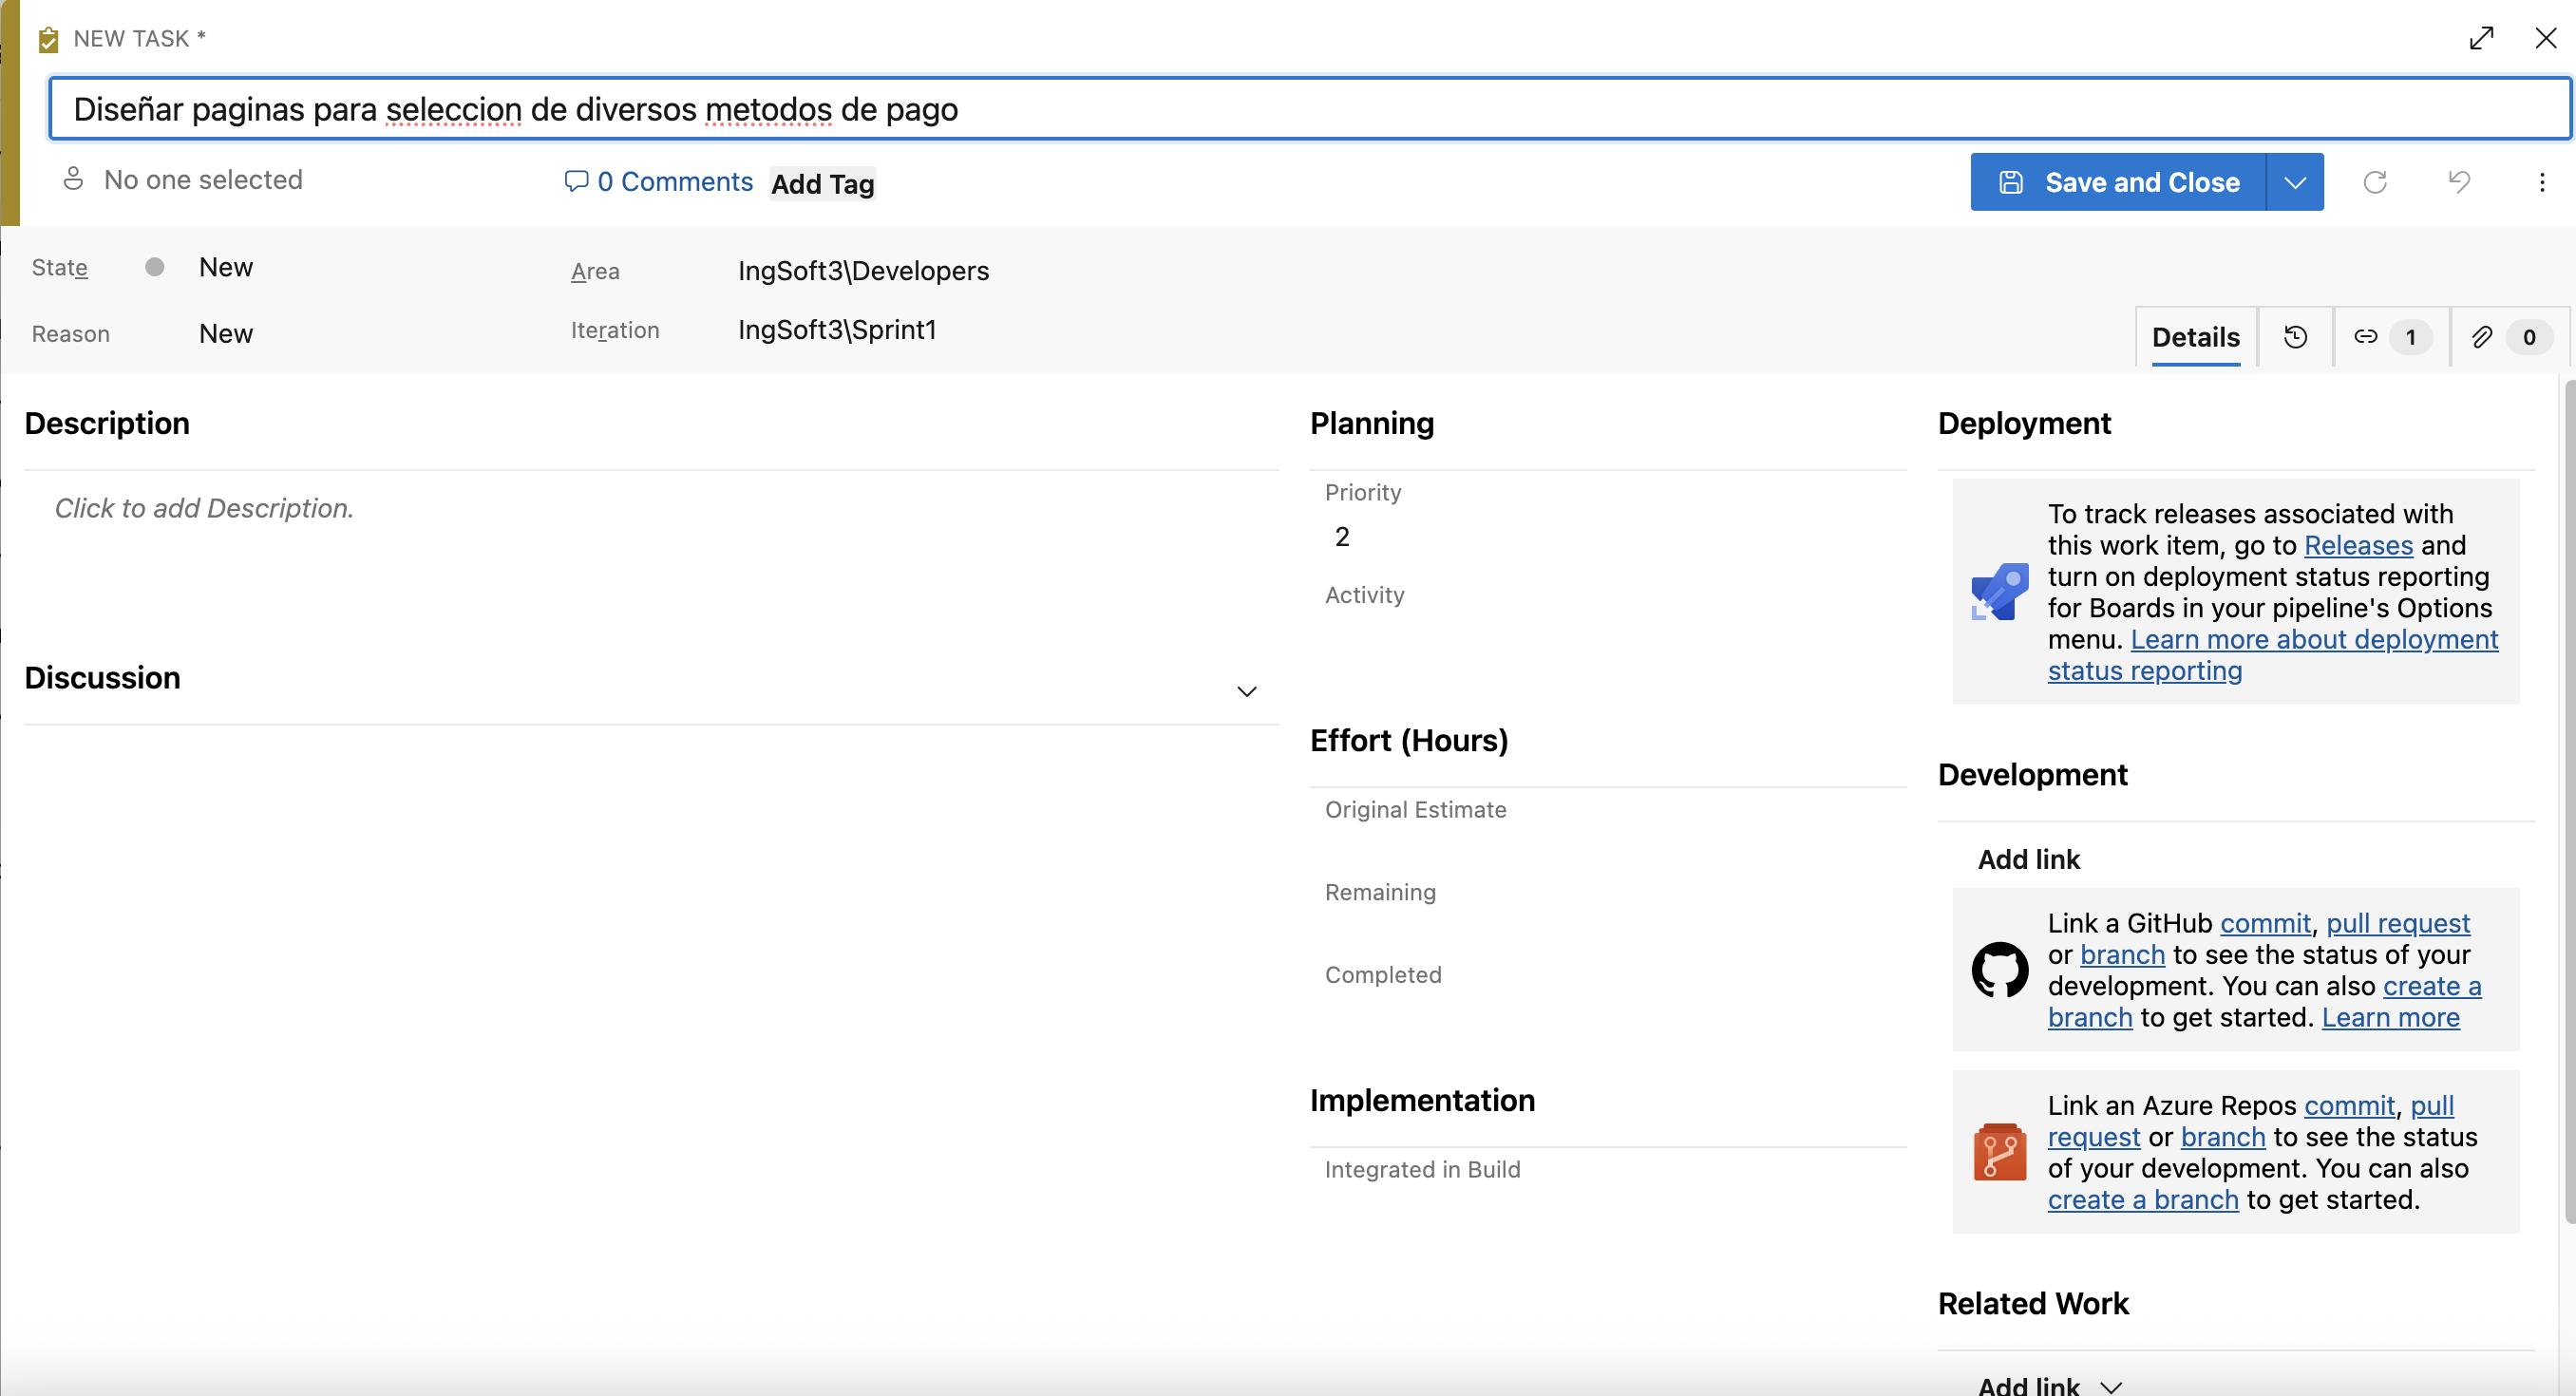 NEW TASK *
Diseñar paginas para seleccion de diversos metodos de pago
No one selected
0 Comments
Add Tag
Save and Close
State
New
Area
IngSoft3\Developers
Reason
New
Iteration
IngSoft3\Sprint1
Details
1
0
Description
Click to add Description.
Discussion
Planning
Priority
2
Activity
Effort (Hours)
Original Estimate
Remaining
Completed
Implementation
Integrated in Build
Deployment
To track releases associated with
this work item, go to Releases and
turn on deployment status reporting
for Boards in your pipeline's Options
menu. Learn more about deployment
status reporting
Development
Add link
Link a GitHub commit, pull request
or branch to see the status of your
development. You can also create a
branch to get started. Learn more
Link an Azure Repos commit, pull
request or branch to see the status
of your development. You can also
create a branch to get started.
Related Work
Add link